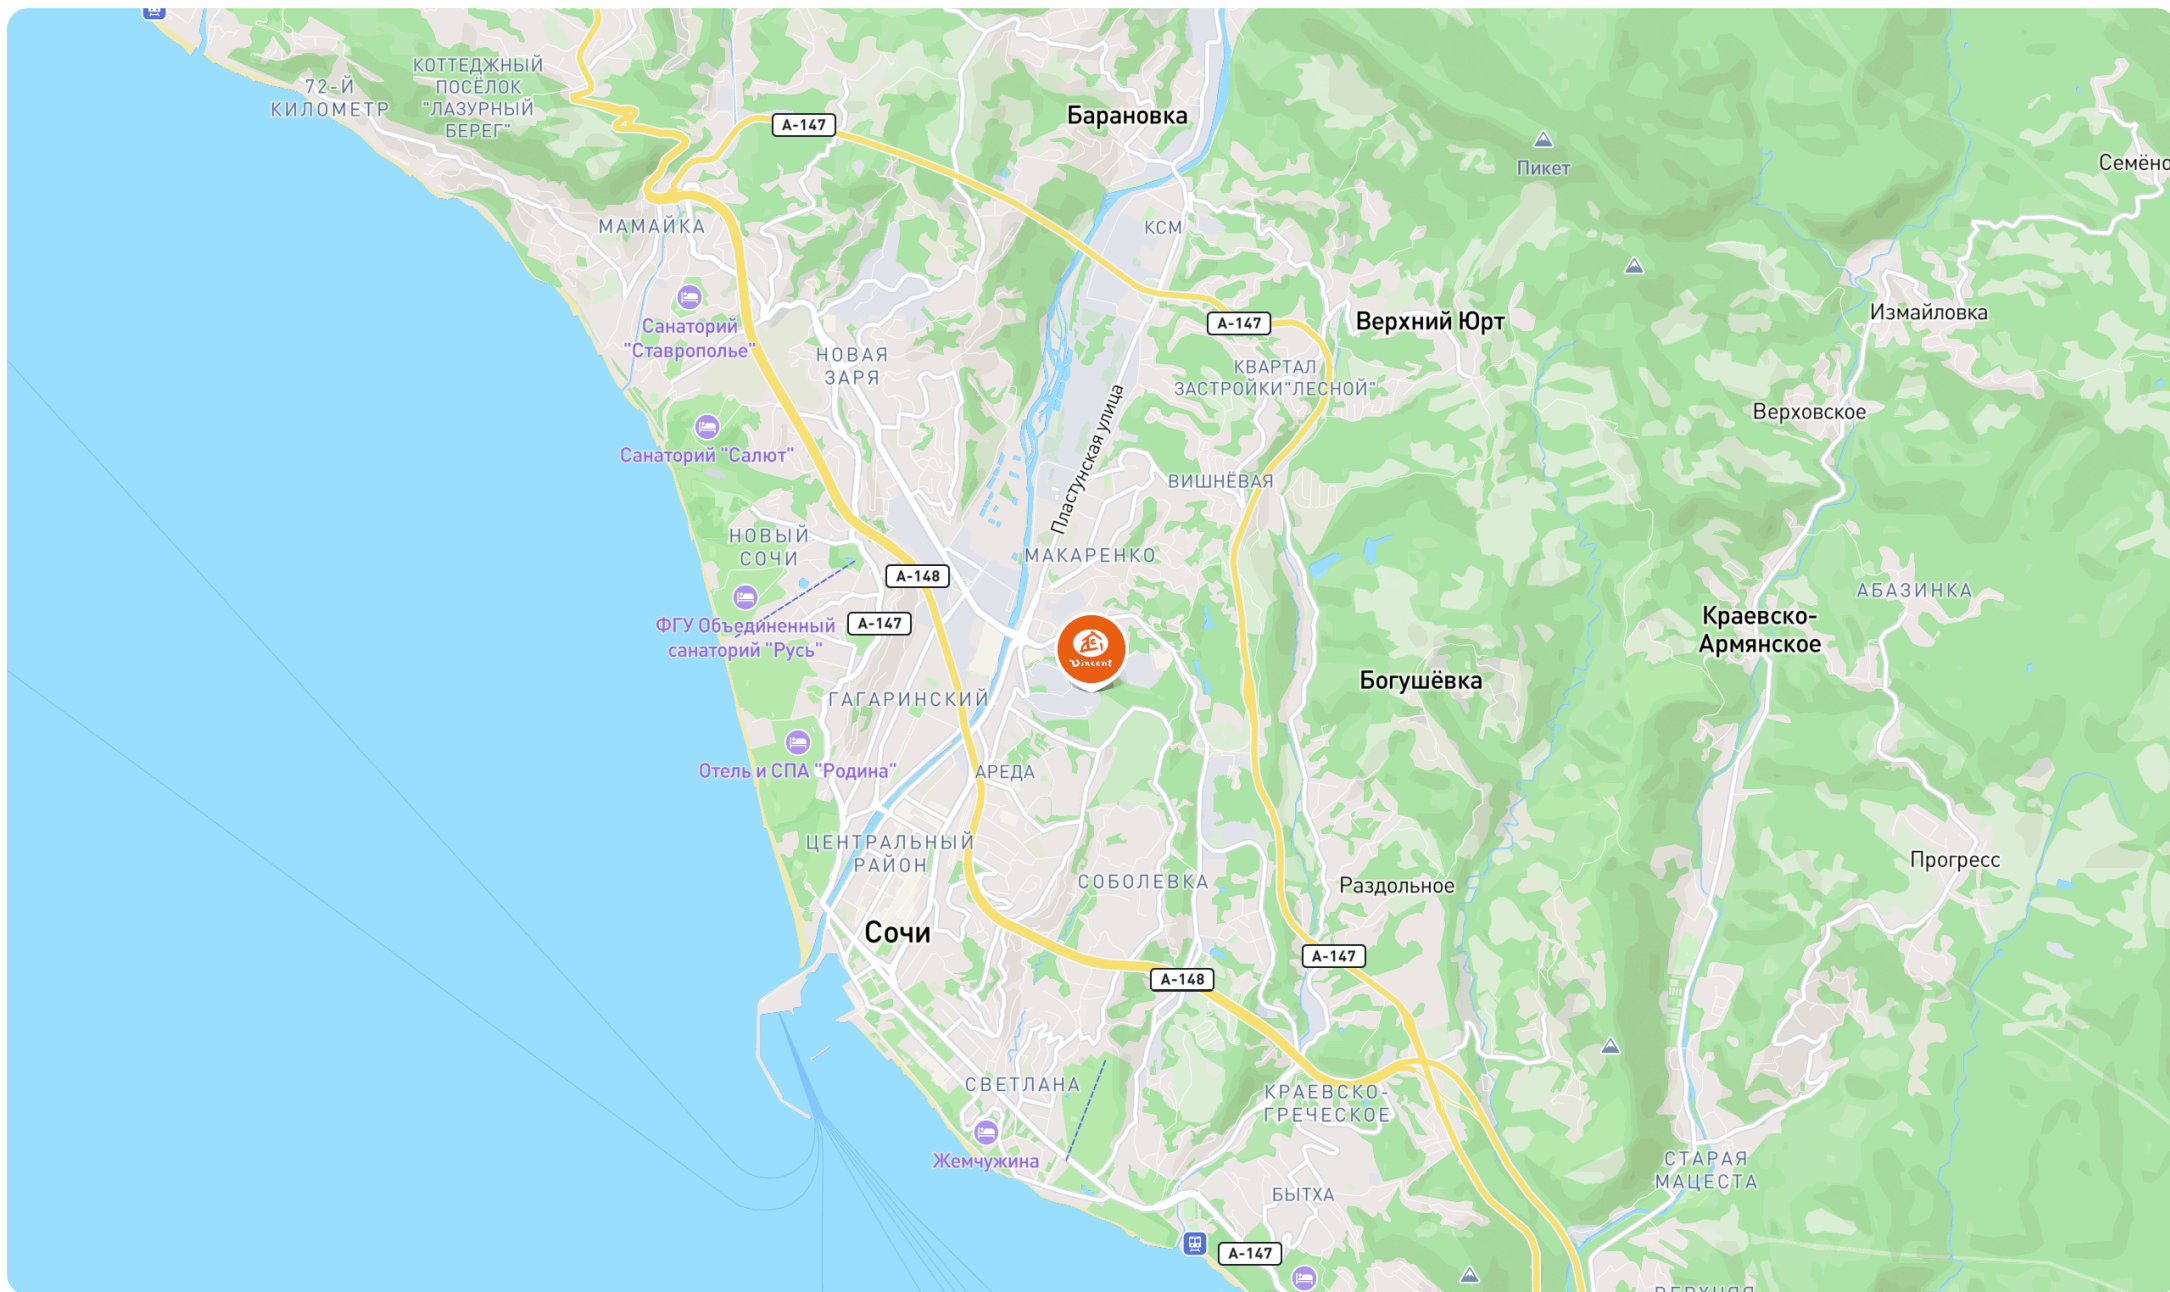 КОТТЕДЖНЫЙ
ПОСЁЛОК
"ЛАЗУРНЫЙ
БЕРЕГ"
72-Й
КИЛОМЕТР
Барановка
А-147
Пикет
Семёно
МАМАЙКА
КСМ
Санаторий
"Ставрополье"
А-147
Верхний Юрт
Измайловка
НОВАЯ
ЗАРЯ
КВАРТАЛ
ЗАСТРОЙКИ"ЛЕСНОЙ"
Верховское
Пластунская улица
Санаторий "Салют"
ВИШНЁВАЯ
НОВЫЙ
СОЧИ
МАКАРЕНКО
А-148
АБАЗИНКА
А-147
ФГУ Объединенный
санаторий "Русь"
Vincent
Краевско-
Армянское
Богушёвка
ГАГАРИНСКИЙ
Отель и СПА "Родина"
АРЕДА
ЦЕНТРАЛЬНЫЙ
РАЙОН
СОБОЛЕВКА
Раздольное
Прогресс
Сочи
А-147
А-148
СВЕТЛАНА
КРАЕВСКО-
ГРЕЧЕСКОЕ
Жемчужина
СТАРАЯ
МАЦЕСТА
БЫТХА
А-147
ВЕРХНЯЯ